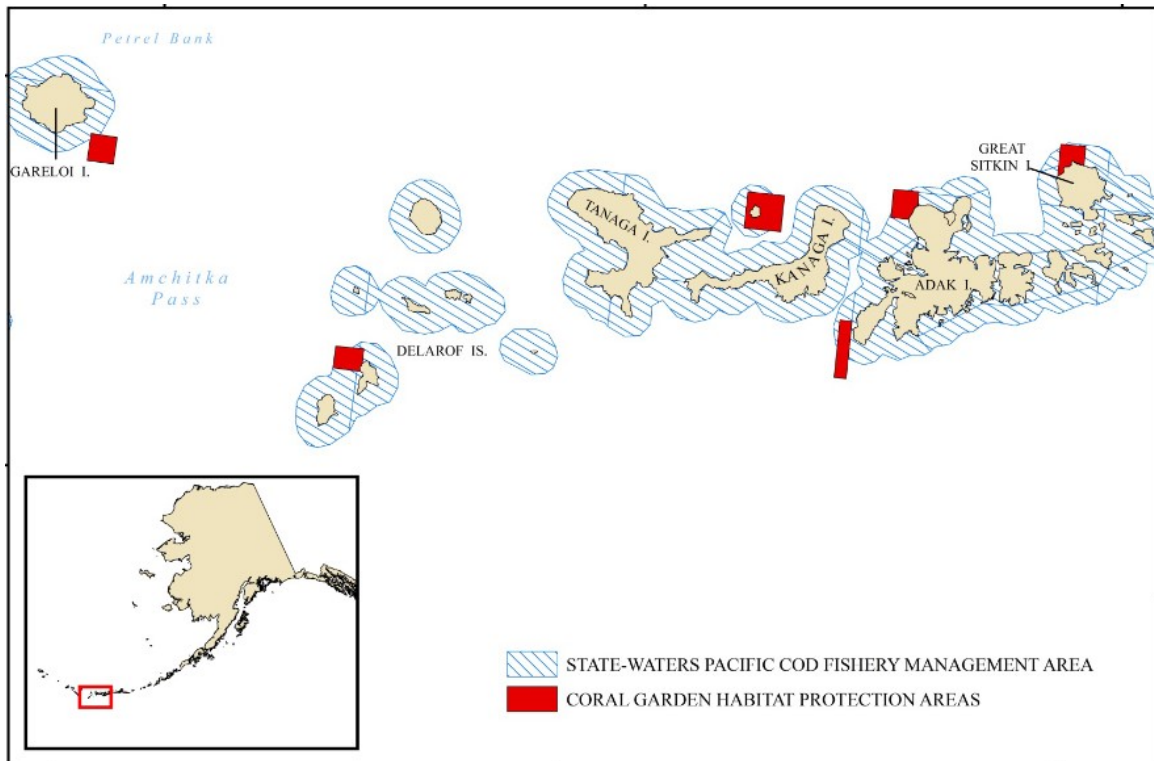 Petrel Bank
GARELOI I.
GREAT
SITKIN I.
TANAGA I.
KANAGA I.
ADAK I.
Amchitka
Pass
DELAROF IS.
STATE-WATERS PACIFIC COD FISHERY MANAGEMENT AREA
CORAL GARDEN HABITAT PROTECTION AREAS